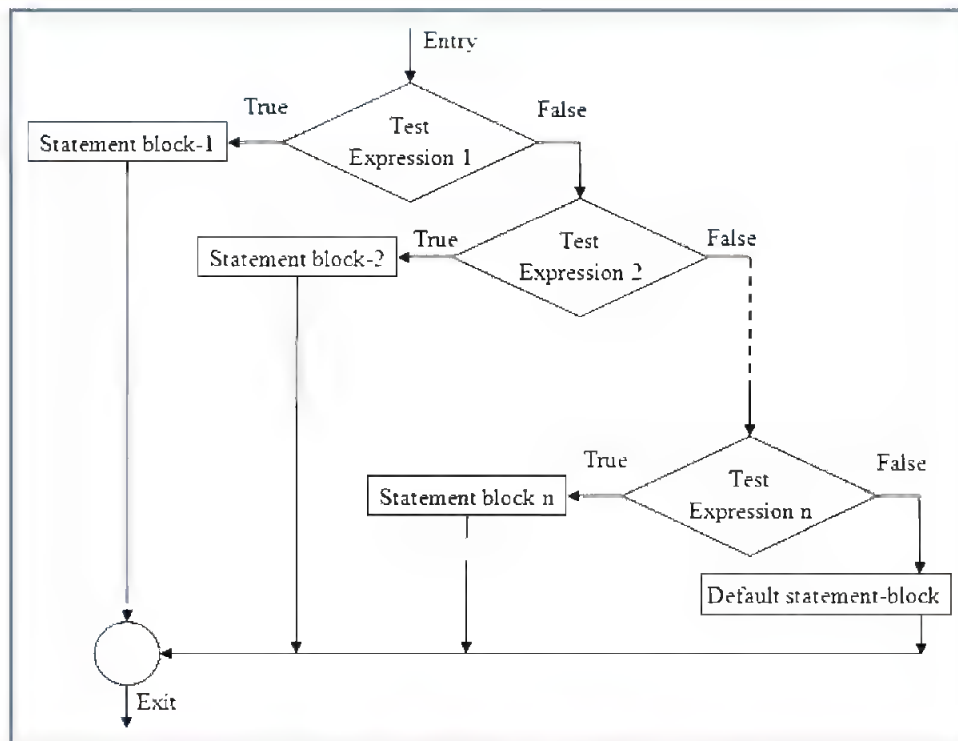 Entry
True
False
Test
Expression 1
Statement block-1
True
False
Test
Expression 2
Statement block-2
True
False
Test
Expression n
Statement block n
Default statement-block
Exit